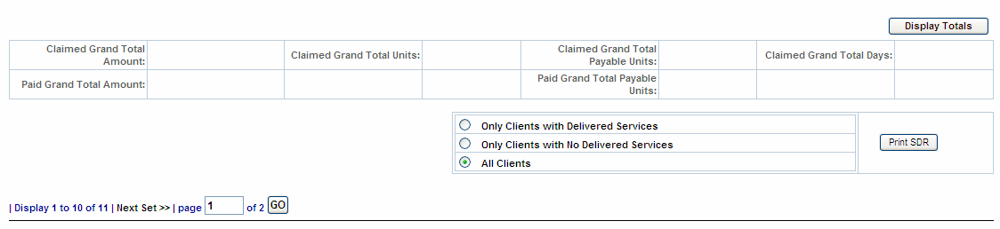 Display Totals
Claimed Grand Total Amount:
Claimed Grand Total Units:
Claimed Grand Total Payable Units:
Claimed Grand Total Days:
Paid Grand Total Amount:
Paid Grand Total Payable Units:
Only Clients with Delivered Services
Only Clients with No Delivered Services
All Clients
Print SDR
| Display 1 to 10 of 11 | Next Set >> | page 1 of 2 GO